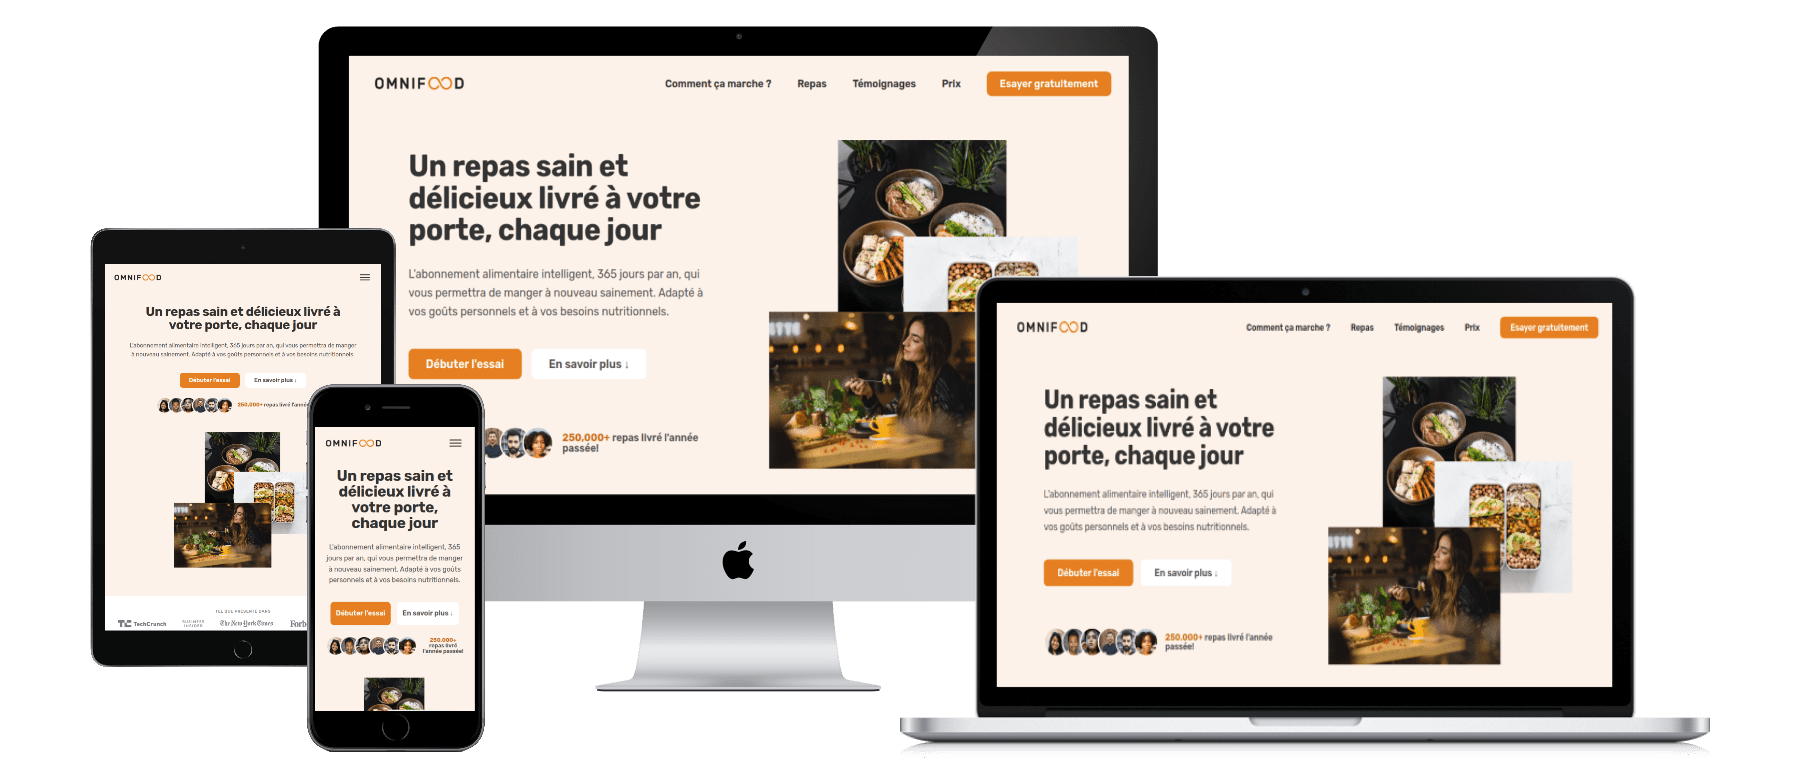 OMNIFOOD
Comment ça marche ?
Repas
Témoignages
Prix
Esayer gratuitement
Un repas sain et
délicieux livré à votre
porte, chaque jour
L'abonnement alimentaire intelligent, 365 jours par an, qui
vous permettra de manger à nouveau sainement. Adapté à
vos goûts personnels et à vos besoins nutritionnels.
Débuter l'essai
En savoir plus ↓
250,000+ repas livré l'année
passée!
OMNIFOOD
Un repas sain et délicieux livré à
votre porte, chaque jour
L'abonnement alimentaire intelligent, 365 jours par an, qui vous permettra de manger
à nouveau sainement. Adapté à vos goûts personnels et à vos besoins nutritionnels.
Débuter l'essai
En savoir plus ↓
250,000+ repas livré l'anné
TEL QUE PRÉSENTÉ DANS
TechCrunch
BUSINESS
INSIDER
The New York Times
Forb
OMNIFOOD
Un repas sain et
délicieux livré à
votre porte,
chaque jour
L'abonnement alimentaire intelligent, 365
jours par an, qui vous permettra de manger
à nouveau sainement. Adapté à vos goûts
personnels et à vos besoins nutritionnels.
Débuter l'essai
En savoir plus ↓
250,000+
repas livré
l'année passée!
OMNIFOOD
Comment ça marche ?
Repas
Témoignages
Prix
Esayer gratuitement
Un repas sain et
délicieux livré à votre
porte, chaque jour
L'abonnement alimentaire intelligent, 365 jours par an, qui
vous permettra de manger à nouveau sainement. Adapté à
vos goûts personnels et à vos besoins nutritionnels.
Débuter l'essai
En savoir plus ↓
250,000+ repas livré l'année
passée!